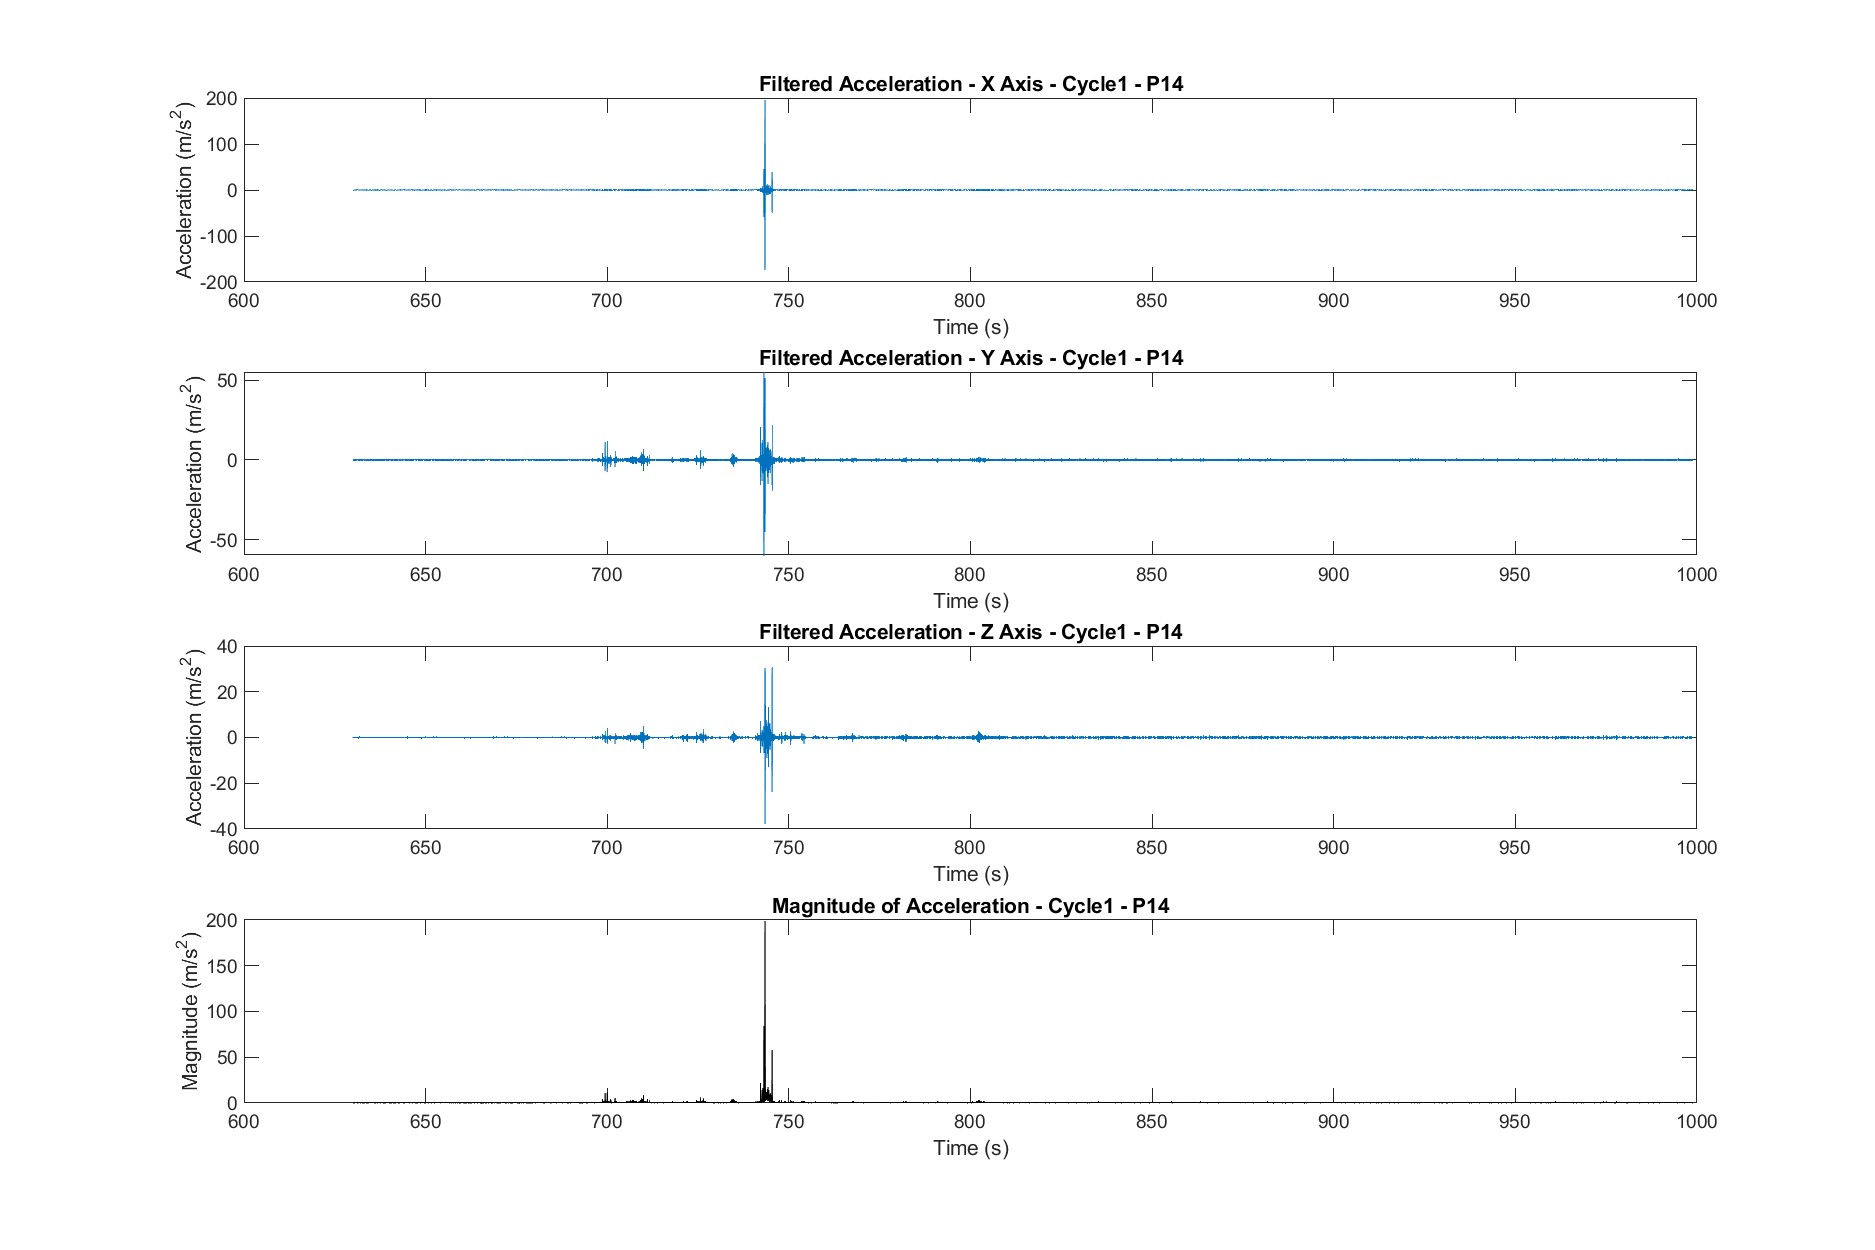 Filtered Acceleration - X Axis - Cycle1 - P14
Acceleration (m/s²)
200
100
0
-100
-200
600 650 700 750 800 850 900 950 1000
Time (s)
Filtered Acceleration - Y Axis - Cycle1 - P14
Acceleration (m/s²)
50
0
-50
600 650 700 750 800 850 900 950 1000
Time (s)
Filtered Acceleration - Z Axis - Cycle1 - P14
Acceleration (m/s²)
40
20
0
-20
-40
600 650 700 750 800 850 900 950 1000
Time (s)
Magnitude of Acceleration - Cycle1 - P14
Magnitude (m/s²)
200
150
100
50
0
600 650 700 750 800 850 900 950 1000
Time (s)